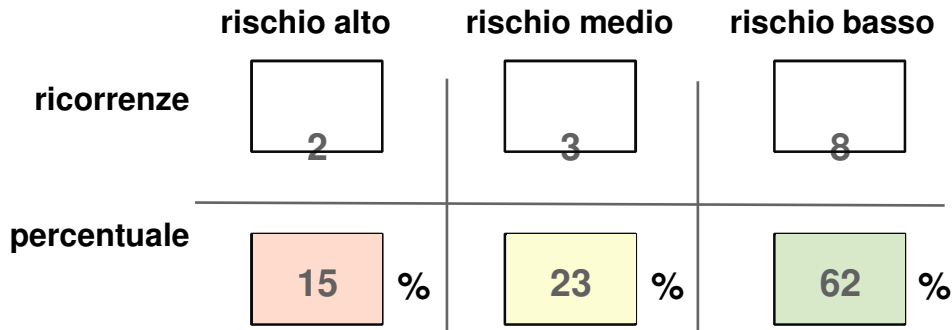 rischio alto rischio medio rischio basso
ricorrenze
2 3 8
percentuale
15 % 23 % 62 %